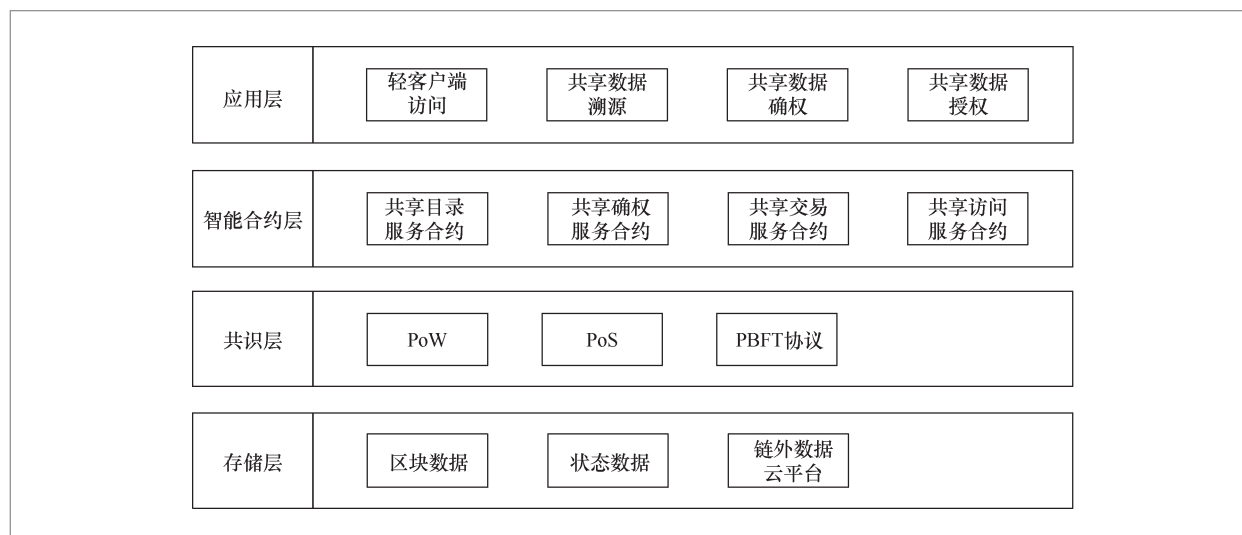 应用层
轻客户端
访问
共享数据
溯源
共享数据
确权
共享数据
授权
智能合约层
共享目录
服务合约
共享确权
服务合约
共享交易
服务合约
共享访问
服务合约
共识层
PoW
PoS
PBFT协议
存储层
区块数据
状态数据
链外数据
云平台